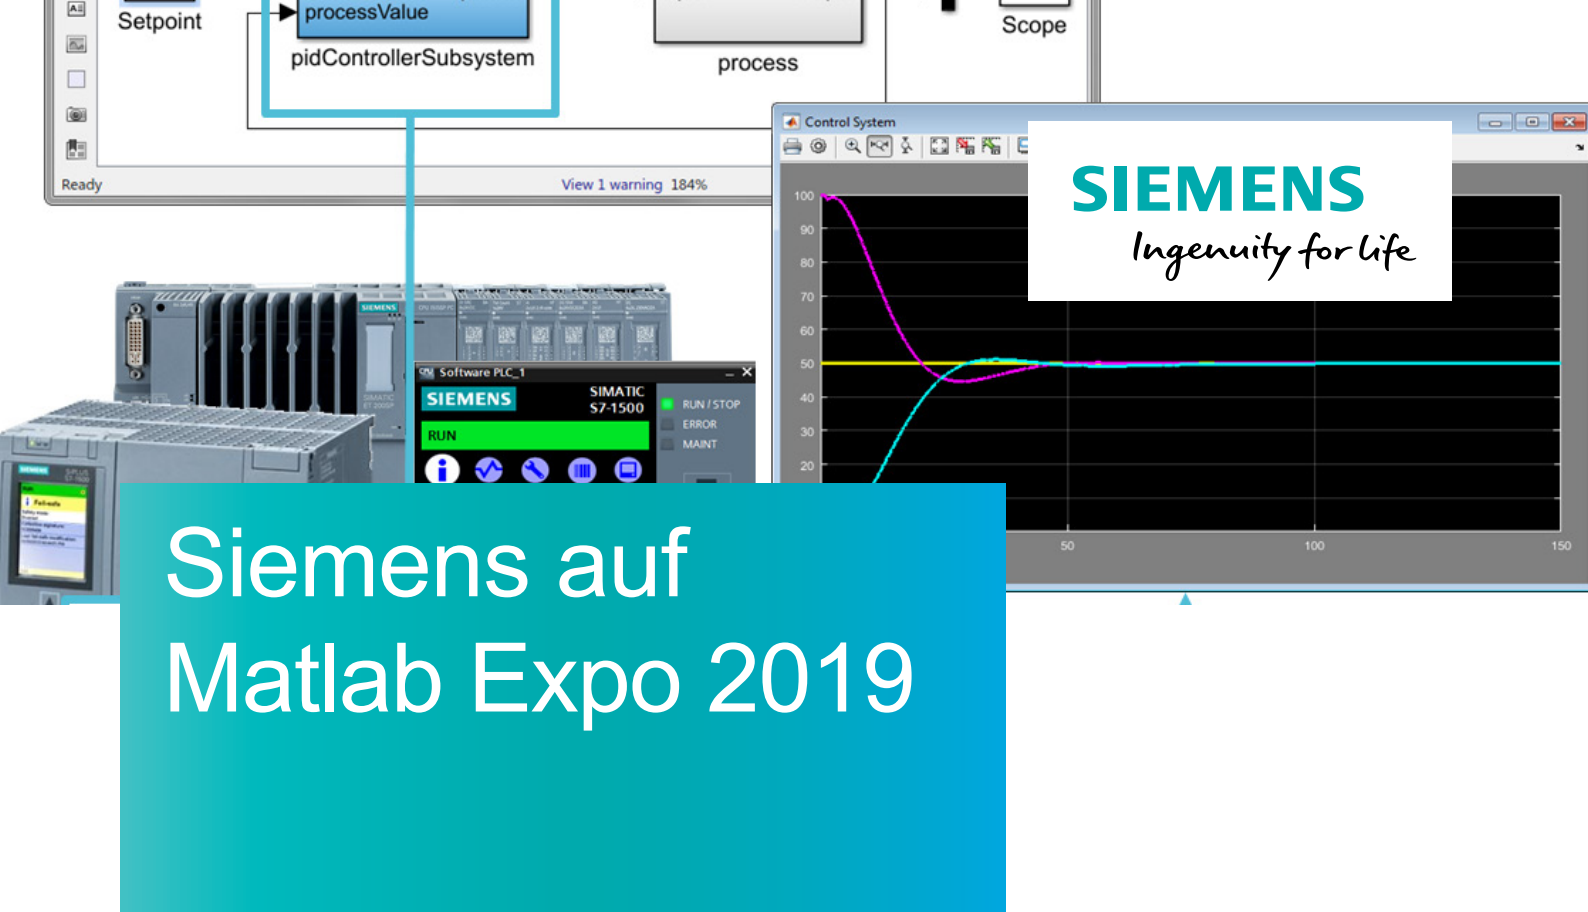 processValue
Setpoint
pidControllerSubsystem
process
Scope
Control System
Ready
View 1 warning 184%
SIEMENS
Ingenuity for life
100
90
80
70
60
50
40
30
20
50
100
150
SIEMENS
Software PLC_1
SIEMENS
SIMATIC
S7-1500
RUN / STOP
ERROR
MAINT
RUN
SIEMENS
Siemens auf
Matlab Expo 2019